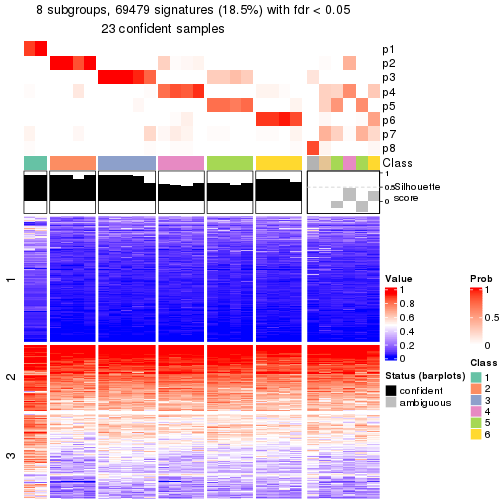 8 subgroups, 69479 signatures (18.5%) with fdr < 0.05
23 confident samples
p1
p2
p3
p4
p5
p6
p7
p8
Class
1
0.5
0
Silhouette
score
1
2
3
Value
1
0.8
0.6
0.4
0.2
0
Status (barplots)
confident
ambiguous
Prob
1
0.5
0
Class
1
2
3
4
5
6